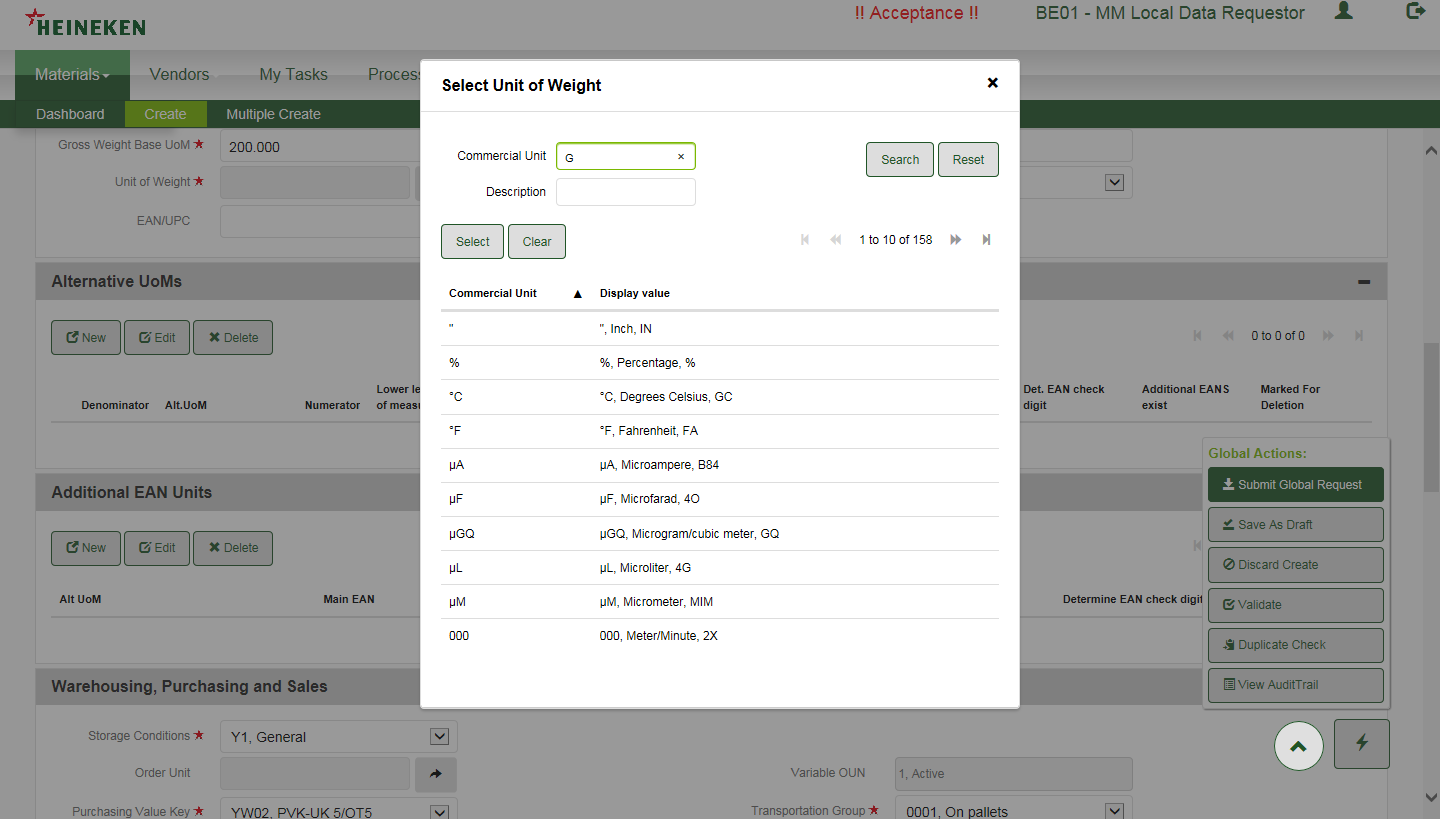 HEINEKEN
!! Acceptance !!
BE01 - MM Local Data Requestor
Materials
Vendors
My Tasks
Dashboard
Create
Multiple Create
Select Unit of Weight
Commercial Unit
G
Search
Reset
Description
Select
Clear
1 to 10 of 158
Commercial Unit
Display value
"
", Inch, IN
%
%, Percentage, %
°C
°C, Degrees Celsius, GC
°F
°F, Fahrenheit, FA
µA
µA, Microampere, B84
µF
µF, Microfarad, 4O
µGQ
µGQ, Microgram/cubic meter, GQ
µL
µL, Microliter, 4G
µM
µM, Micrometer, MIM
000
000, Meter/Minute, 2X
Gross Weight Base UoM
200.000
Unit of Weight
EAN/UPC
Alternative UoMs
New
Edit
Delete
0 to 0 of 0
Denominator
Alt.UoM
Numerator
Det. EAN check
digit
Additional EANS
exist
Marked For
Deletion
Additional EAN Units
New
Edit
Delete
Alt UoM
Main EAN
Determine EAN check digit
Global Actions:
Submit Global Request
Save As Draft
Discard Create
Validate
Duplicate Check
View AuditTrail
Warehousing, Purchasing and Sales
Storage Conditions
Y1, General
Order Unit
Variable OUN
1, Active
Purchasing Value Key
YW02, PVK-UK 5/OT5
Transportation Group
0001, On pallets